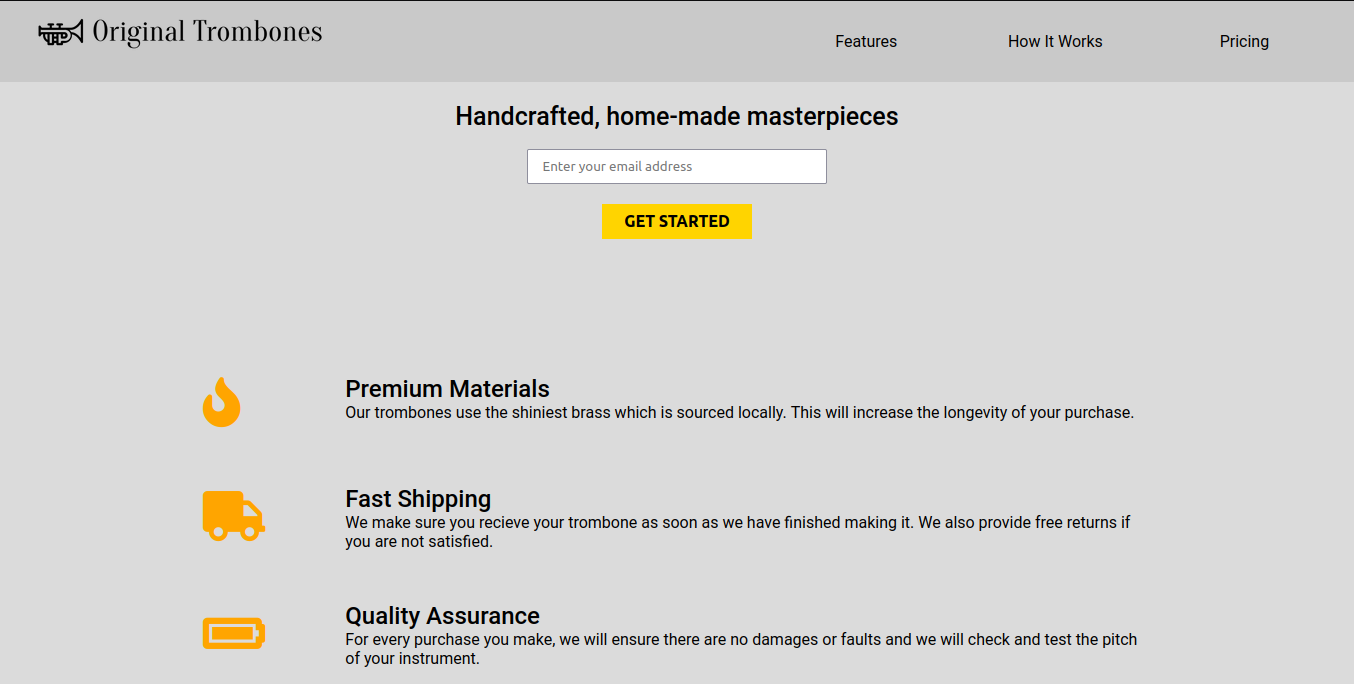 Original Trombones
Features
How It Works
Pricing
Handcrafted, home-made masterpieces
Enter your email address
GET STARTED
Premium Materials
Our trombones use the shiniest brass which is sourced locally. This will increase the longevity of your purchase.
Fast Shipping
We make sure you recieve your trombone as soon as we have finished making it. We also provide free returns if
you are not satisfied.
Quality Assurance
For every purchase you make, we will ensure there are no damages or faults and we will check and test the pitch
of your instrument.